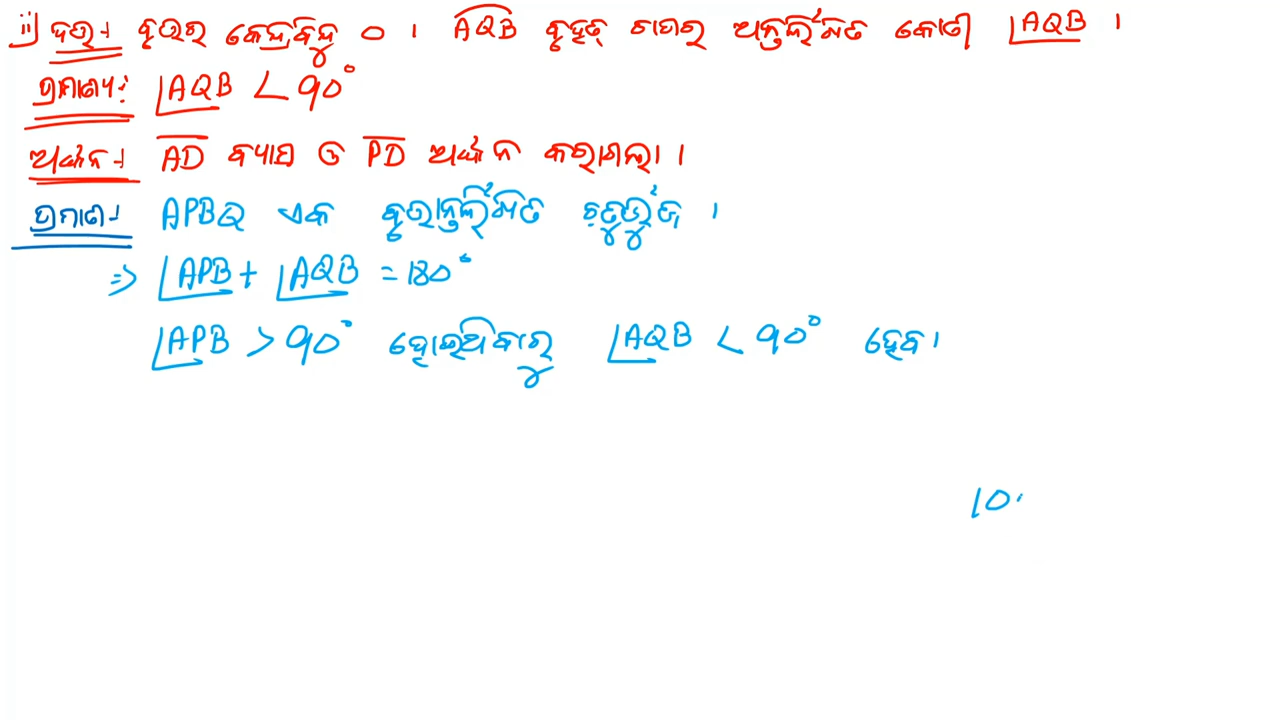 ii) ଦତ୍ତ :- ବୃତ୍ତର କେନ୍ଦ୍ରବିନ୍ଦୁ O । AQB ବୃହତ୍ ଚାପର ଅନ୍ତର୍ଲିଖିତ କୋଣ ∠AQB ।
ପ୍ରାମାଣ୍ୟ :- ∠AQB < 90°
ଅଙ୍କନ :- AD ବ୍ୟାସ ଓ PD ଅଙ୍କନ କରାଗଲା ।
ପ୍ରମାଣ :- APBQ ଏକ ବୃତ୍ତାନ୍ତର୍ଲିଖିତ ଚତୁର୍ଭୁଜ ।
⇒ ∠APB + ∠AQB = 180°
∠APB > 90° ହୋଇଥିବାରୁ ∠AQB < 90° ହେବ ।
10